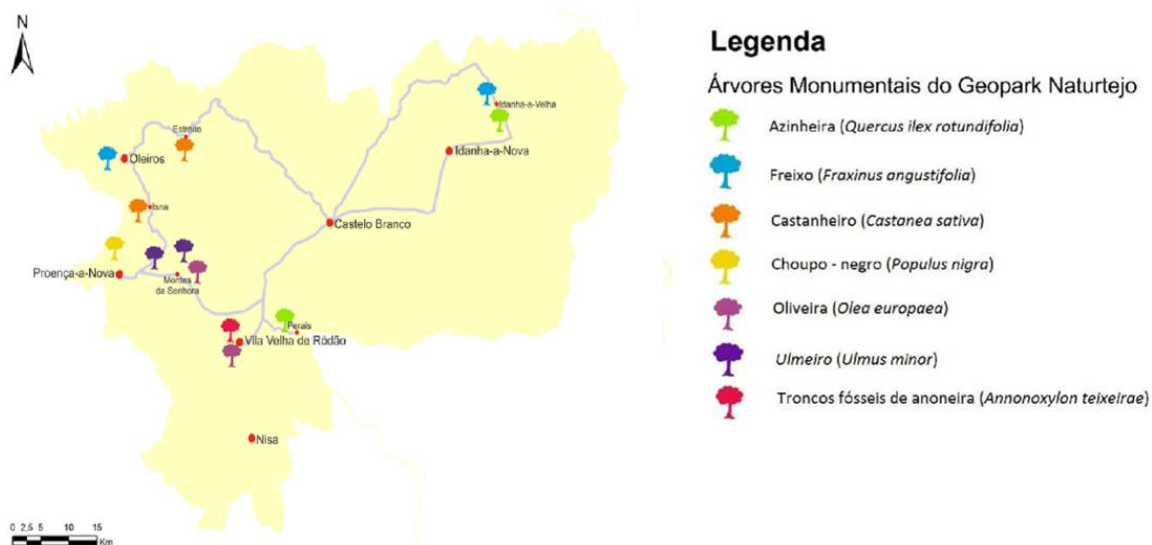 N
Idanha-a-Velha
Estreito
Oleiros
Idanha-a-Nova
Isna
Castelo Branco
Proença-a-Nova
Montes
da Senhora
Perais
Vila Velha de Ródão
Nisa
0 2,5 5 10 15
Km
Legenda
Árvores Monumentais do Geopark Naturtejo
Azinheira (Quercus ilex rotundifolia)
Freixo (Fraxinus angustifolia)
Castanheiro (Castanea sativa)
Choupo - negro (Populus nigra)
Oliveira (Olea europaea)
Ulmeiro (Ulmus minor)
Troncos fósseis de anoneira (Annonoxylon teixeirae)